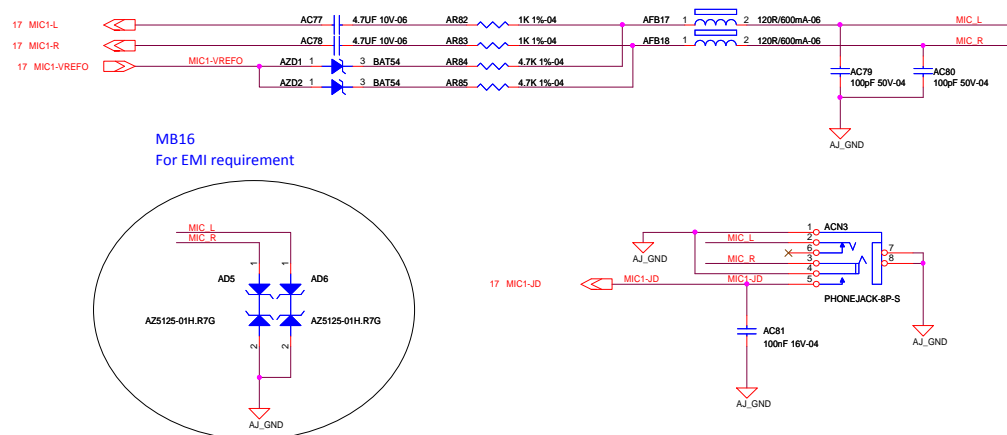 17 MIC1-L AC77 4.7UF 10V-06 AR82 1K 1%-04 AFB17 1 2 120R/600mA-06 MIC_L
17 MIC1-R AC78 4.7UF 10V-06 AR83 1K 1%-04 AFB18 1 2 120R/600mA-06 MIC_R
17 MIC1-VREFO MIC1-VREFO AZD1 1 3 BAT54 AR84 4.7K 1%-04
AZD2 1 3 BAT54 AR85 4.7K 1%-04
AC79 AC80
100pF 50V-04 100pF 50V-04
AJ_GND
MB16
For EMI requirement
MIC_L
MIC_R
1 1
AD5 AD6
AZ5125-01H.R7G AZ5125-01H.R7G
2 2
AJ_GND
1 ACN3
MIC_L 2
6 7
AJ_GND
MIC_R 3 8
4
17 MIC1-JD MIC1-JD MIC1-JD 5
PHONEJACK-8P-S
AC81
100nF 16V-04
AJ_GND
AJ_GND